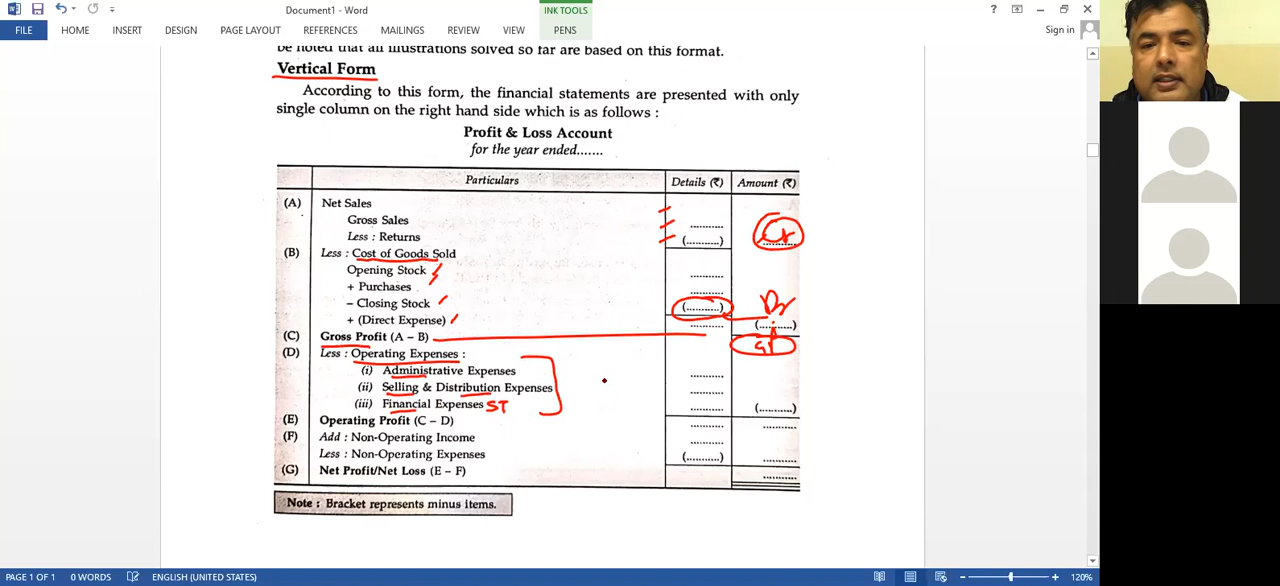 Document1 - Word
INK TOOLS
FILE
HOME
INSERT
DESIGN
PAGE LAYOUT
REFERENCES
MAILINGS
REVIEW
VIEW
PENS
Sign in
be noted that all illustrations solved so far are based on this format.
Vertical Form
According to this form, the financial statements are presented with only
single column on the right hand side which is as follows :
Profit & Loss Account
for the year ended.......
Particulars Details (₹) Amount (₹)
(A) Net Sales
Gross Sales ..........
Less : Returns (..........) Cr ..........
(B) Less : Cost of Goods Sold
Opening Stock ..........
+ Purchases ..........
– Closing Stock (..........) Dr
+ (Direct Expense) .......... (..........)
(C) Gross Profit (A – B) GP
(D) Less : Operating Expenses :
(i) Administrative Expenses ..........
(ii) Selling & Distribution Expenses ..........
(iii) Financial Expenses ST .......... (..........)
(E) Operating Profit (C – D) .......... ..........
(F) Add : Non-Operating Income ..........
Less : Non-Operating Expenses (..........) ..........
(G) Net Profit/Net Loss (E – F) ..........
Note : Bracket represents minus items.
PAGE 1 OF 1
0 WORDS
ENGLISH (UNITED STATES)
120%